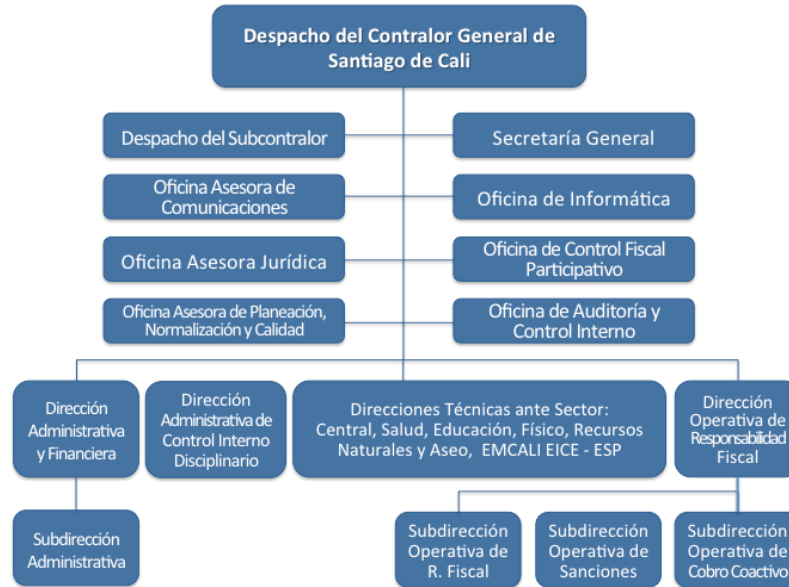 Despacho del Contralor General de
Santiago de Cali
Despacho del Subcontralor
Secretaría General
Oficina Asesora de
Comunicaciones
Oficina de Informática
Oficina Asesora Jurídica
Oficina de Control Fiscal
Participativo
Oficina Asesora de Planeación,
Normalización y Calidad
Oficina de Auditoría y
Control Interno
Dirección
Administrativa
y Financiera
Dirección
Administrativa de
Control Interno
Disciplinario
Direcciones Técnicas ante Sector:
Central, Salud, Educación, Físico, Recursos
Naturales y Aseo, EMCALI EICE - ESP
Dirección
Operativa de
Responsabilidad
Fiscal
Subdirección
Administrativa
Subdirección
Operativa de
R. Fiscal
Subdirección
Operativa de
Sanciones
Subdirección
Operativa de
Cobro Coactivo